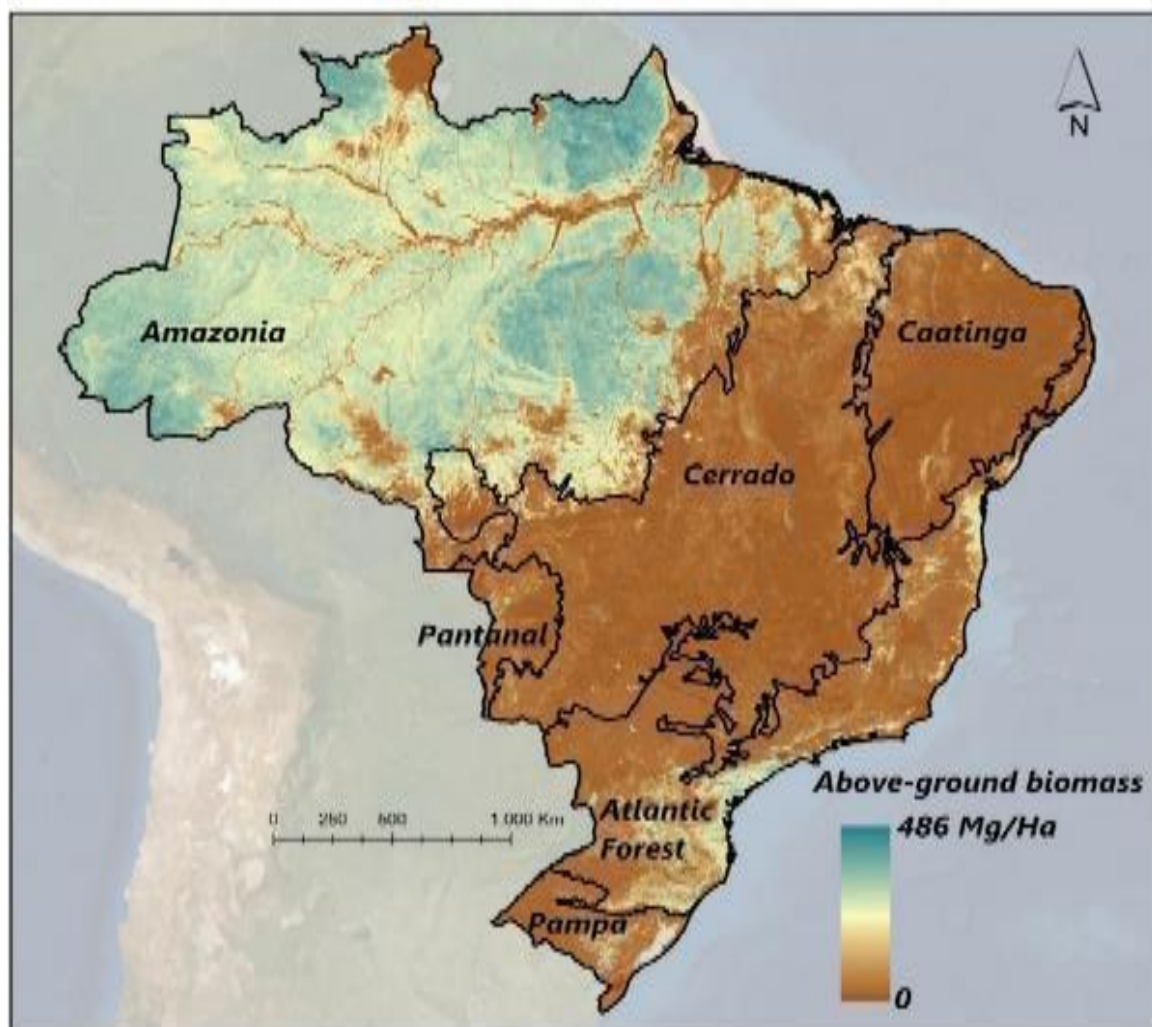 N
Amazonia
Caatinga
Cerrado
Pantanal
Above-ground biomass
0 250 500 1 000 Km
Atlantic
Forest
486 Mg/Ha
Pampa
0